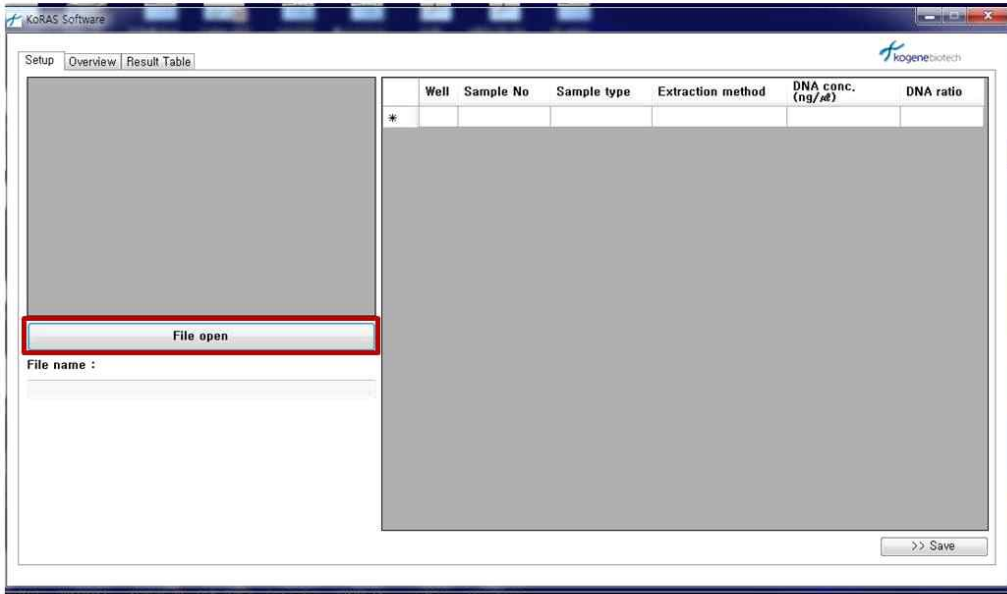 KoRAS Software
Setup Overview Result Table
kogenebiotech
Well Sample No Sample type Extraction method DNA conc. (ng/㎕) DNA ratio
*
File open
File name :
>> Save